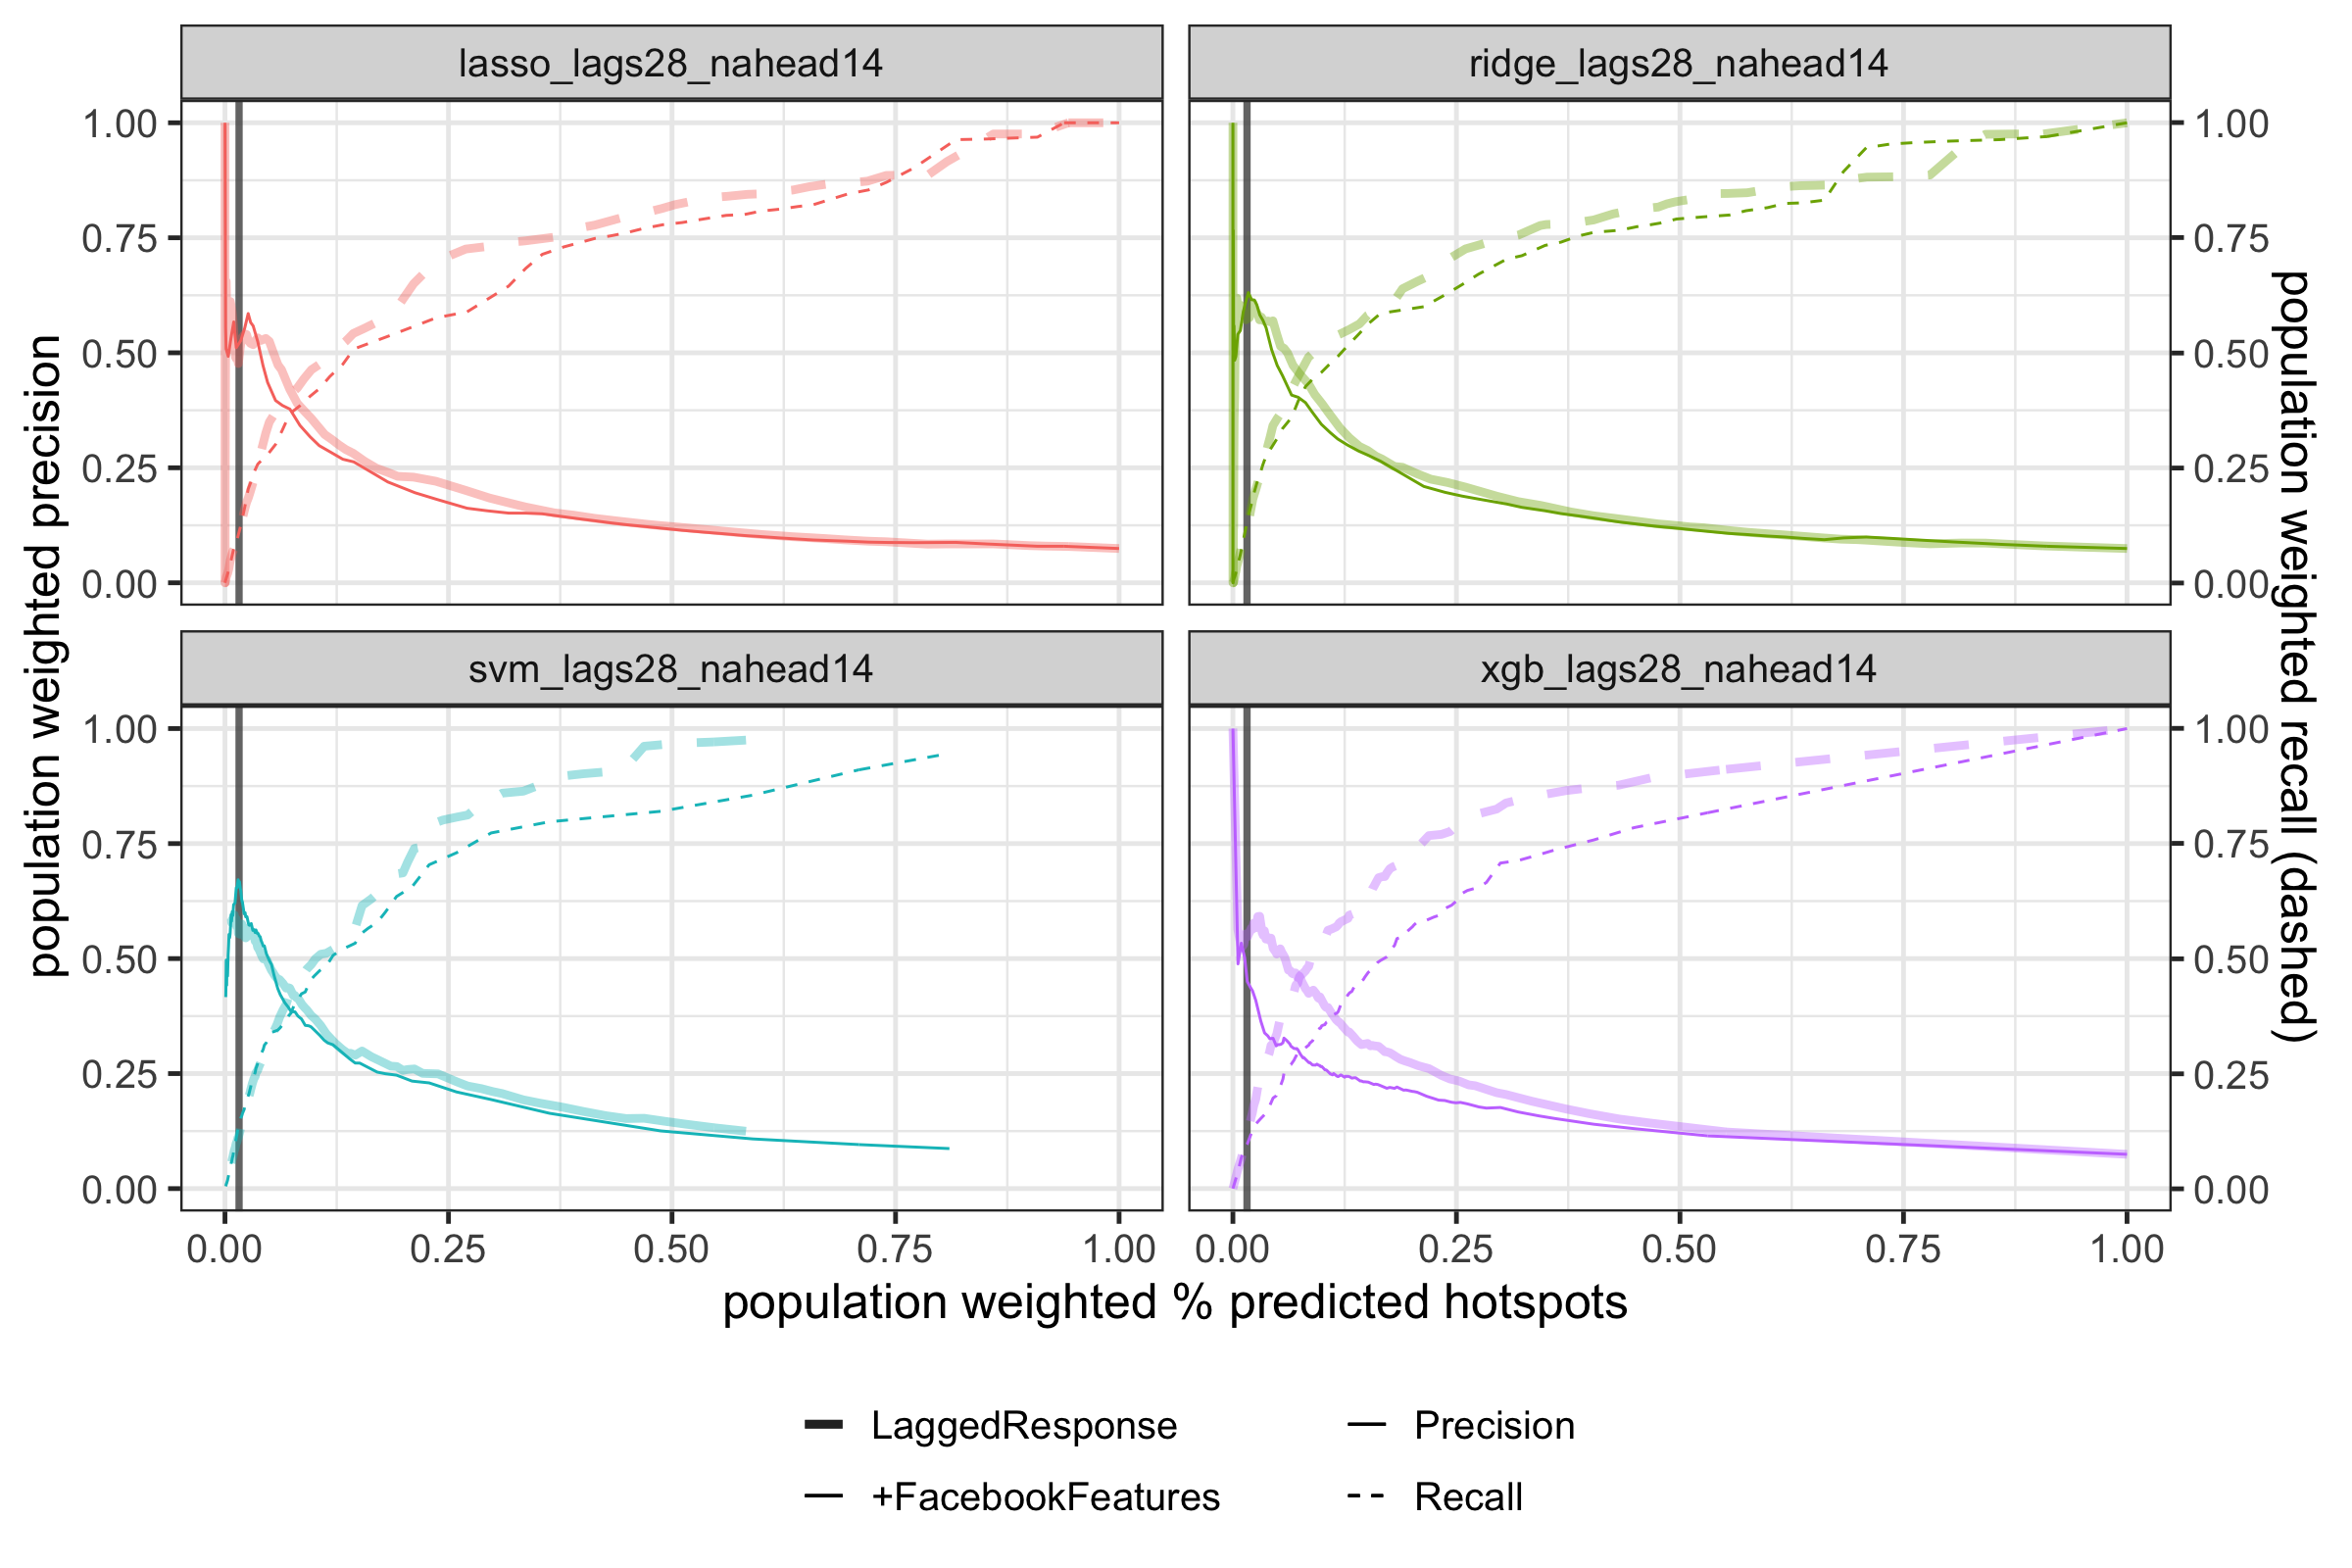 lasso_lags28_nahead14
ridge_lags28_nahead14
1.00
0.75
0.50
0.25
0.00
1.00
0.75
0.50
0.25
0.00
svm_lags28_nahead14
xgb_lags28_nahead14
1.00
0.75
0.50
0.25
0.00
1.00
0.75
0.50
0.25
0.00
population weighted precision
population weighted recall (dashed)
0.00 0.25 0.50 0.75 1.00
0.00 0.25 0.50 0.75 1.00
population weighted % predicted hotspots
LaggedResponse
+FacebookFeatures
Precision
Recall